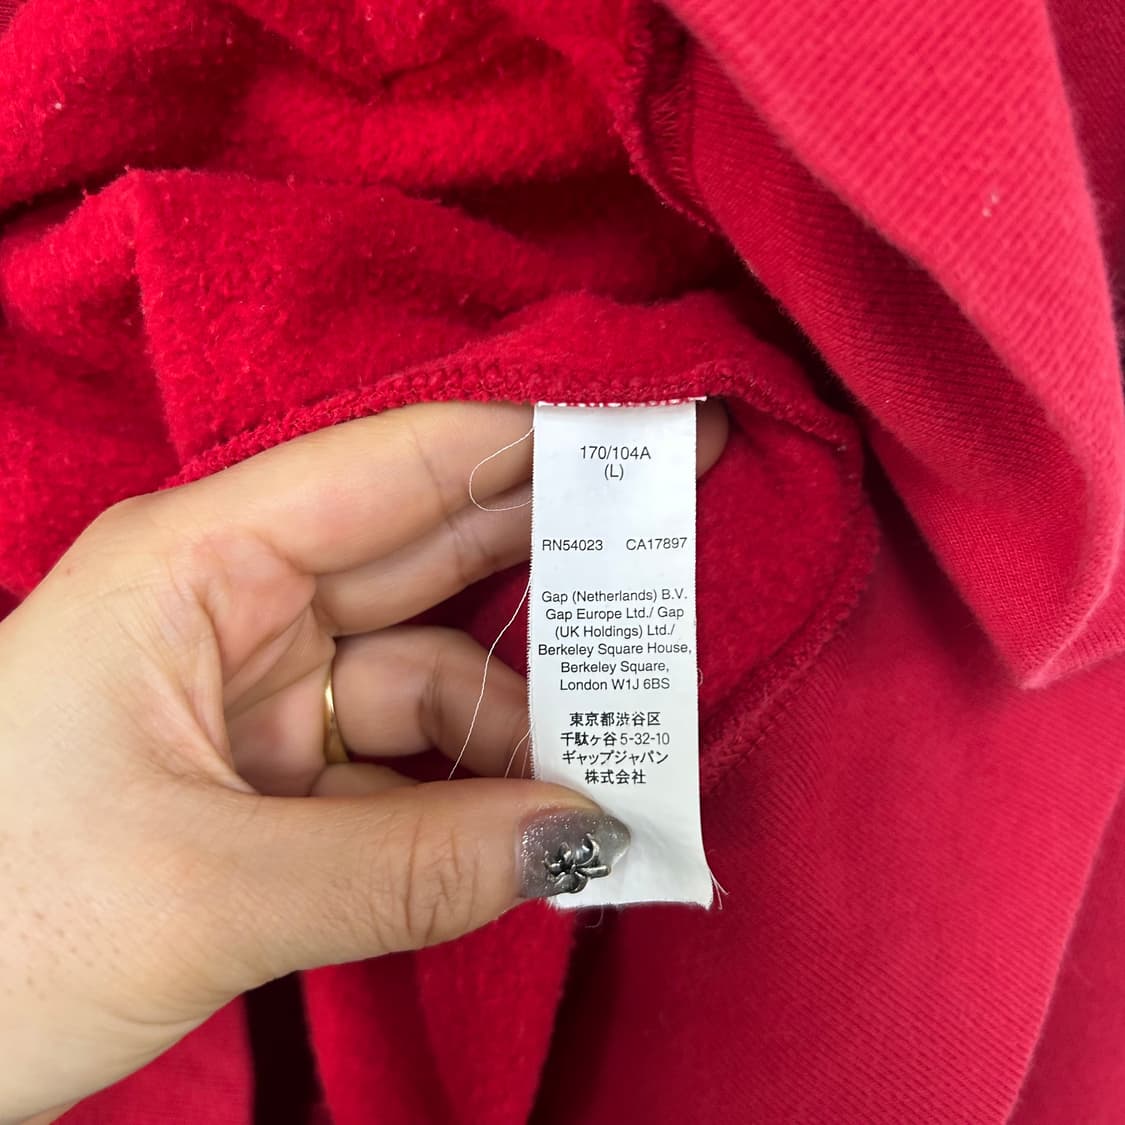 170/104A
(L)
RN54023 CA17897
Gap (Netherlands) B.V.
Gap Europe Ltd./ Gap
(UK Holdings) Ltd./
Berkeley Square House,
Berkeley Square,
London W1J 6BS
東京都渋谷区
千駄ヶ谷 5-32-10
ギャップジャパン
株式会社